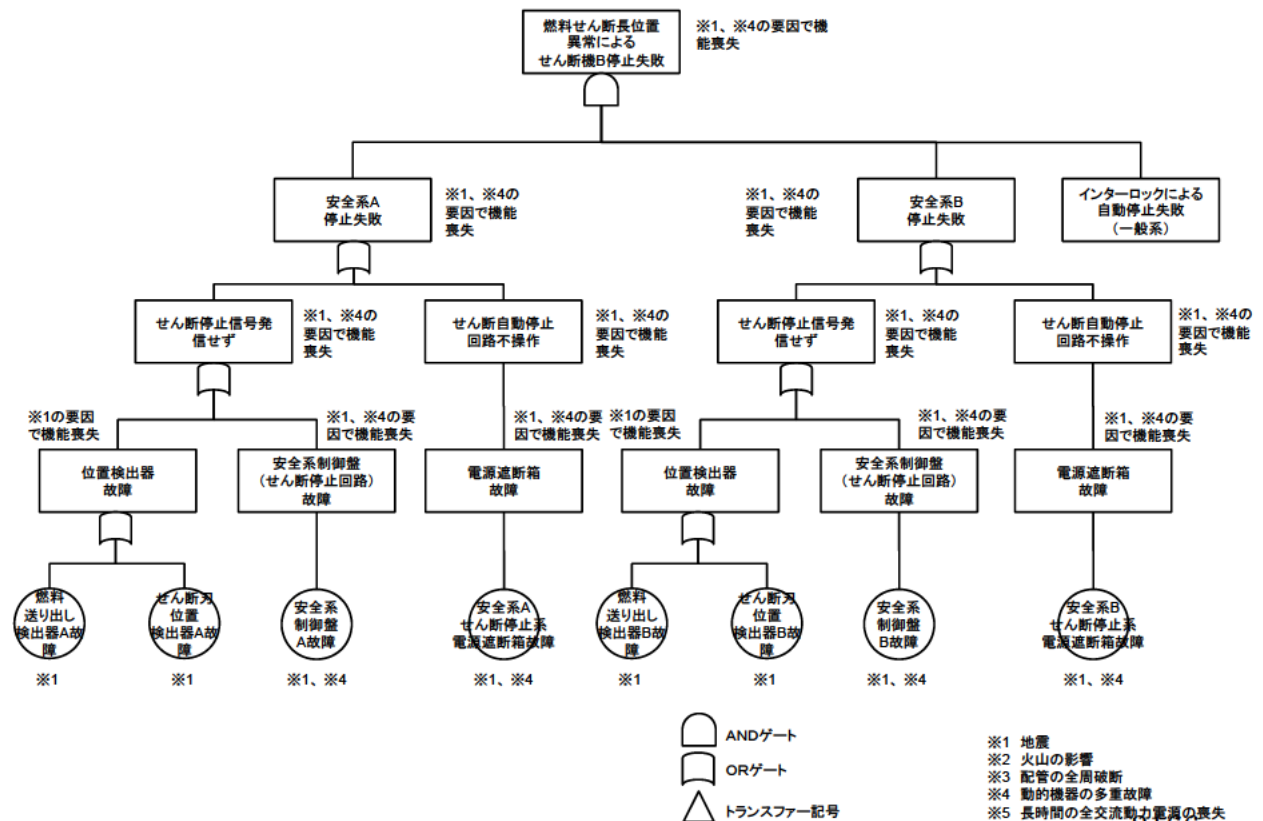 燃料せん断長位置
異常による
せん断機B停止失敗
※1、※4の要因で機
能喪失
安全系A
停止失敗
※1、※4の
要因で機能
喪失
※1、※4の
要因で機能
喪失
安全系B
停止失敗
インターロックによる
自動停止失敗
（一般系）
せん断停止信号発
信せず
※1、※4の
要因で機能
喪失
せん断自動停止
回路不操作
※1、※4の
要因で機能
喪失
せん断停止信号発
信せず
※1、※4の
要因で機能
喪失
せん断自動停止
回路不操作
※1、※4の
要因で機能
喪失
※1の要因
で機能喪失
※1、※4の要
因で機能喪失
※1、※4の要
因で機能喪失
※1の要因
で機能喪失
※1、※4の要
因で機能喪失
※1、※4の要
因で機能喪失
位置検出器
故障
安全系制御盤
（せん断停止回路）
故障
電源遮断箱
故障
位置検出器
故障
安全系制御盤
（せん断停止回路）
故障
電源遮断箱
故障
燃料
送り出し
検出器A故
障
せん断刃
位置
検出器A故
障
安全系
制御盤
A故障
安全系A
せん断停止系
電源遮断箱故障
燃料
送り出し
検出器B故
障
せん断刃
位置
検出器B故
障
安全系
制御盤
B故障
安全系B
せん断停止系
電源遮断箱故障
※1
※1
※1、※4
※1、※4
※1
※1
※1、※4
※1、※4
ANDゲート
ORゲート
トランスファー記号
※1 地震
※2 火山の影響
※3 配管の全周破断
※4 動的機器の多重故障
※5 長時間の全交流動力電源の喪失